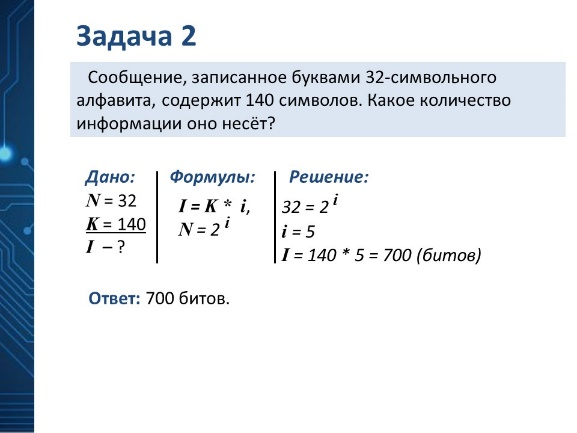 Задача 2
Сообщение, записанное буквами 32-символьного
алфавита, содержит 140 символов. Какое количество
информации оно несёт?
Дано:
N = 32
K = 140
I – ?
Формулы:
I = K * i,
N = 2 i
Решение:
32 = 2 i
i = 5
I = 140 * 5 = 700 (битов)
Ответ: 700 битов.